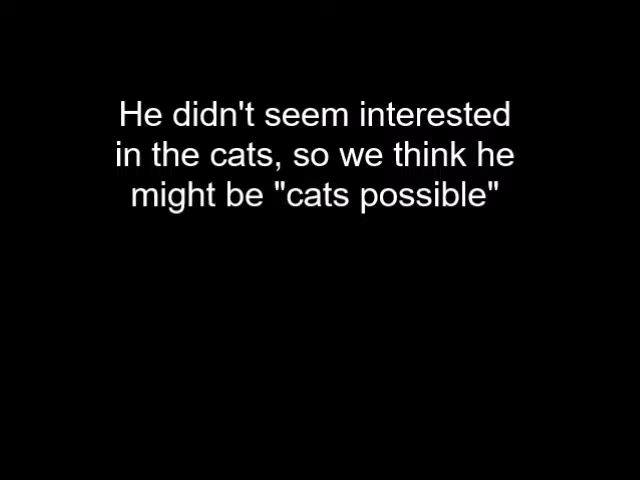 He didn't seem interested
in the cats, so we think he
might be "cats possible"